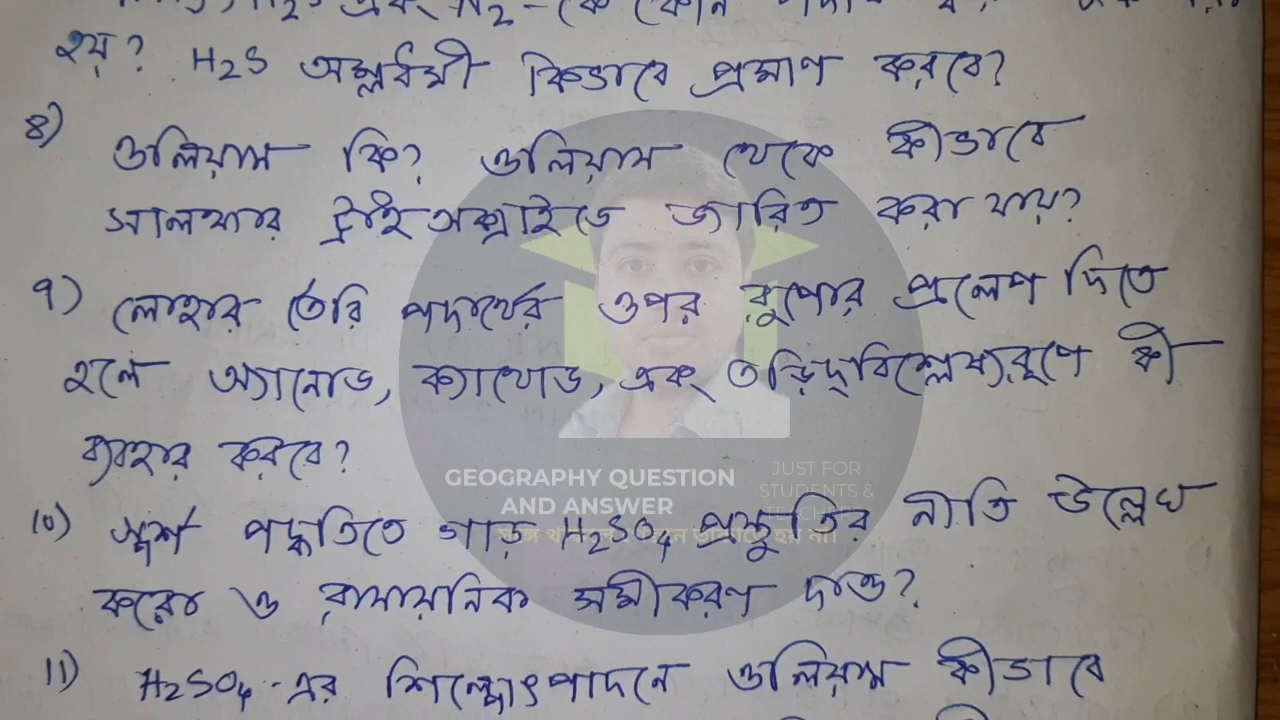 হয়? H2S অম্লধর্মী কিভাবে প্রমাণ করবে?
8) ওলিয়াম কি? ওলিয়াম থেকে কীভাবে
সালফার ট্রাই অক্সাইডে জারিত করা যায়?
9) লোহার তৈরি পদার্থের ওপর রুপোর প্রলেপ দিতে
হলে অ্যানোড, ক্যাথোড, এবং তড়িদ্‌বিশ্লেষ্যরূপে কী
ব্যবহার করবে?
GEOGRAPHY QUESTION
AND ANSWER
JUST FOR
STUDENTS &
10) স্পর্শ পদ্ধতিতে গাঢ় H2SO4 প্রস্তুতির নীতি উল্লেখ
করো ও রাসায়নিক সমীকরণ দাও?
11) H2SO4-এর শিল্পোৎপাদনে ওলিয়াম কীভাবে